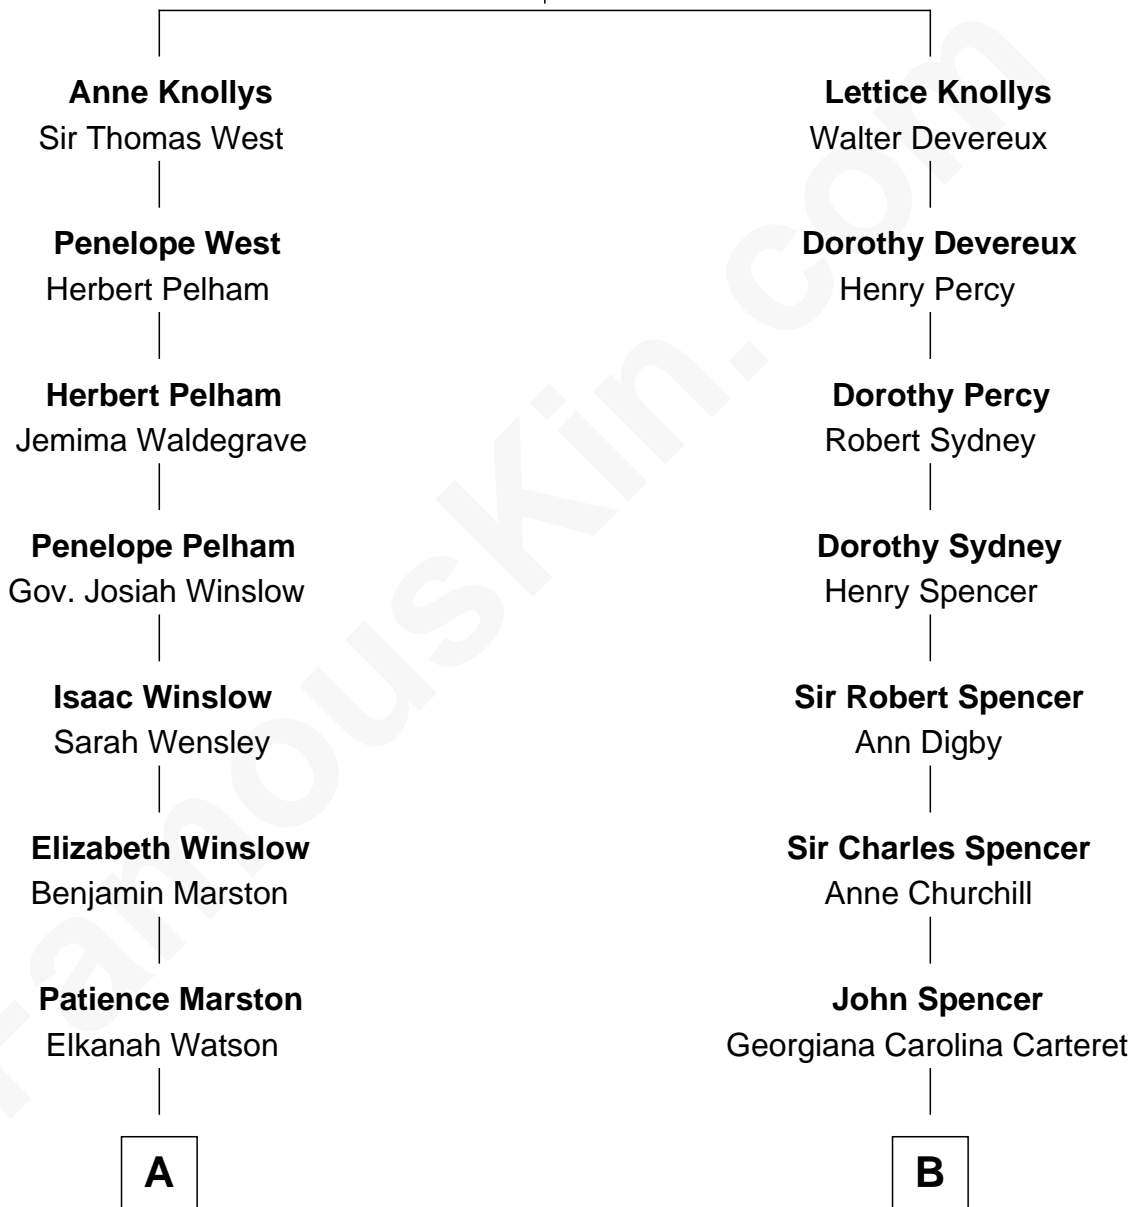 Anne Knollys
Sir Thomas West
Penelope West
Herbert Pelham
Herbert Pelham
Jemima Waldegrave
Penelope Pelham
Gov. Josiah Winslow
Isaac Winslow
Sarah Wensley
Elizabeth Winslow
Benjamin Marston
Patience Marston
Elkanah Watson
A
Lettice Knollys
Walter Devereux
Dorothy Devereux
Henry Percy
Dorothy Percy
Robert Sydney
Dorothy Sydney
Henry Spencer
Sir Robert Spencer
Ann Digby
Sir Charles Spencer
Anne Churchill
John Spencer
Georgiana Carolina Carteret
B
FamousKin.com